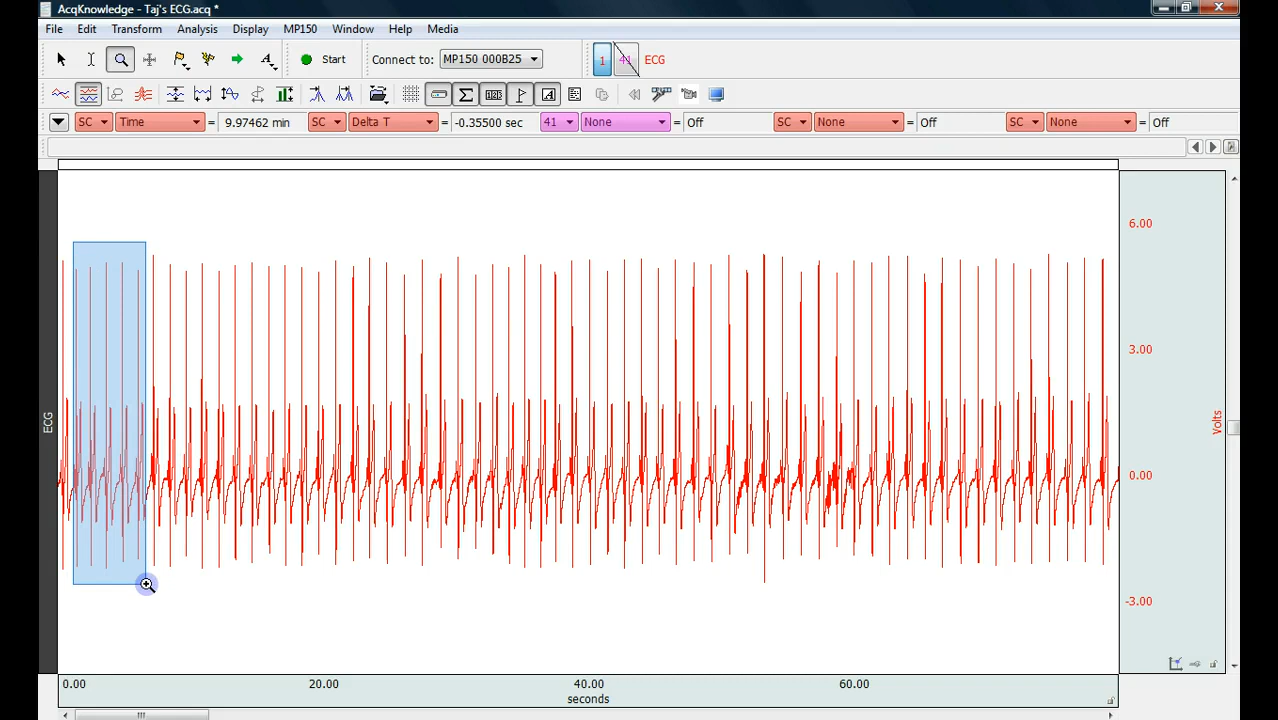 AcqKnowledge - Taj's ECG.acq *
File Edit Transform Analysis Display MP150 Window Help Media
Start Connect to: MP150 000B25 1 41 ECG
SC Time = 9.97462 min SC Delta T = -0.35500 sec 41 None = Off SC None = Off SC None = Off
6.00
3.00
ECG
Volts
0.00
-3.00
0.00 20.00 40.00 60.00
seconds